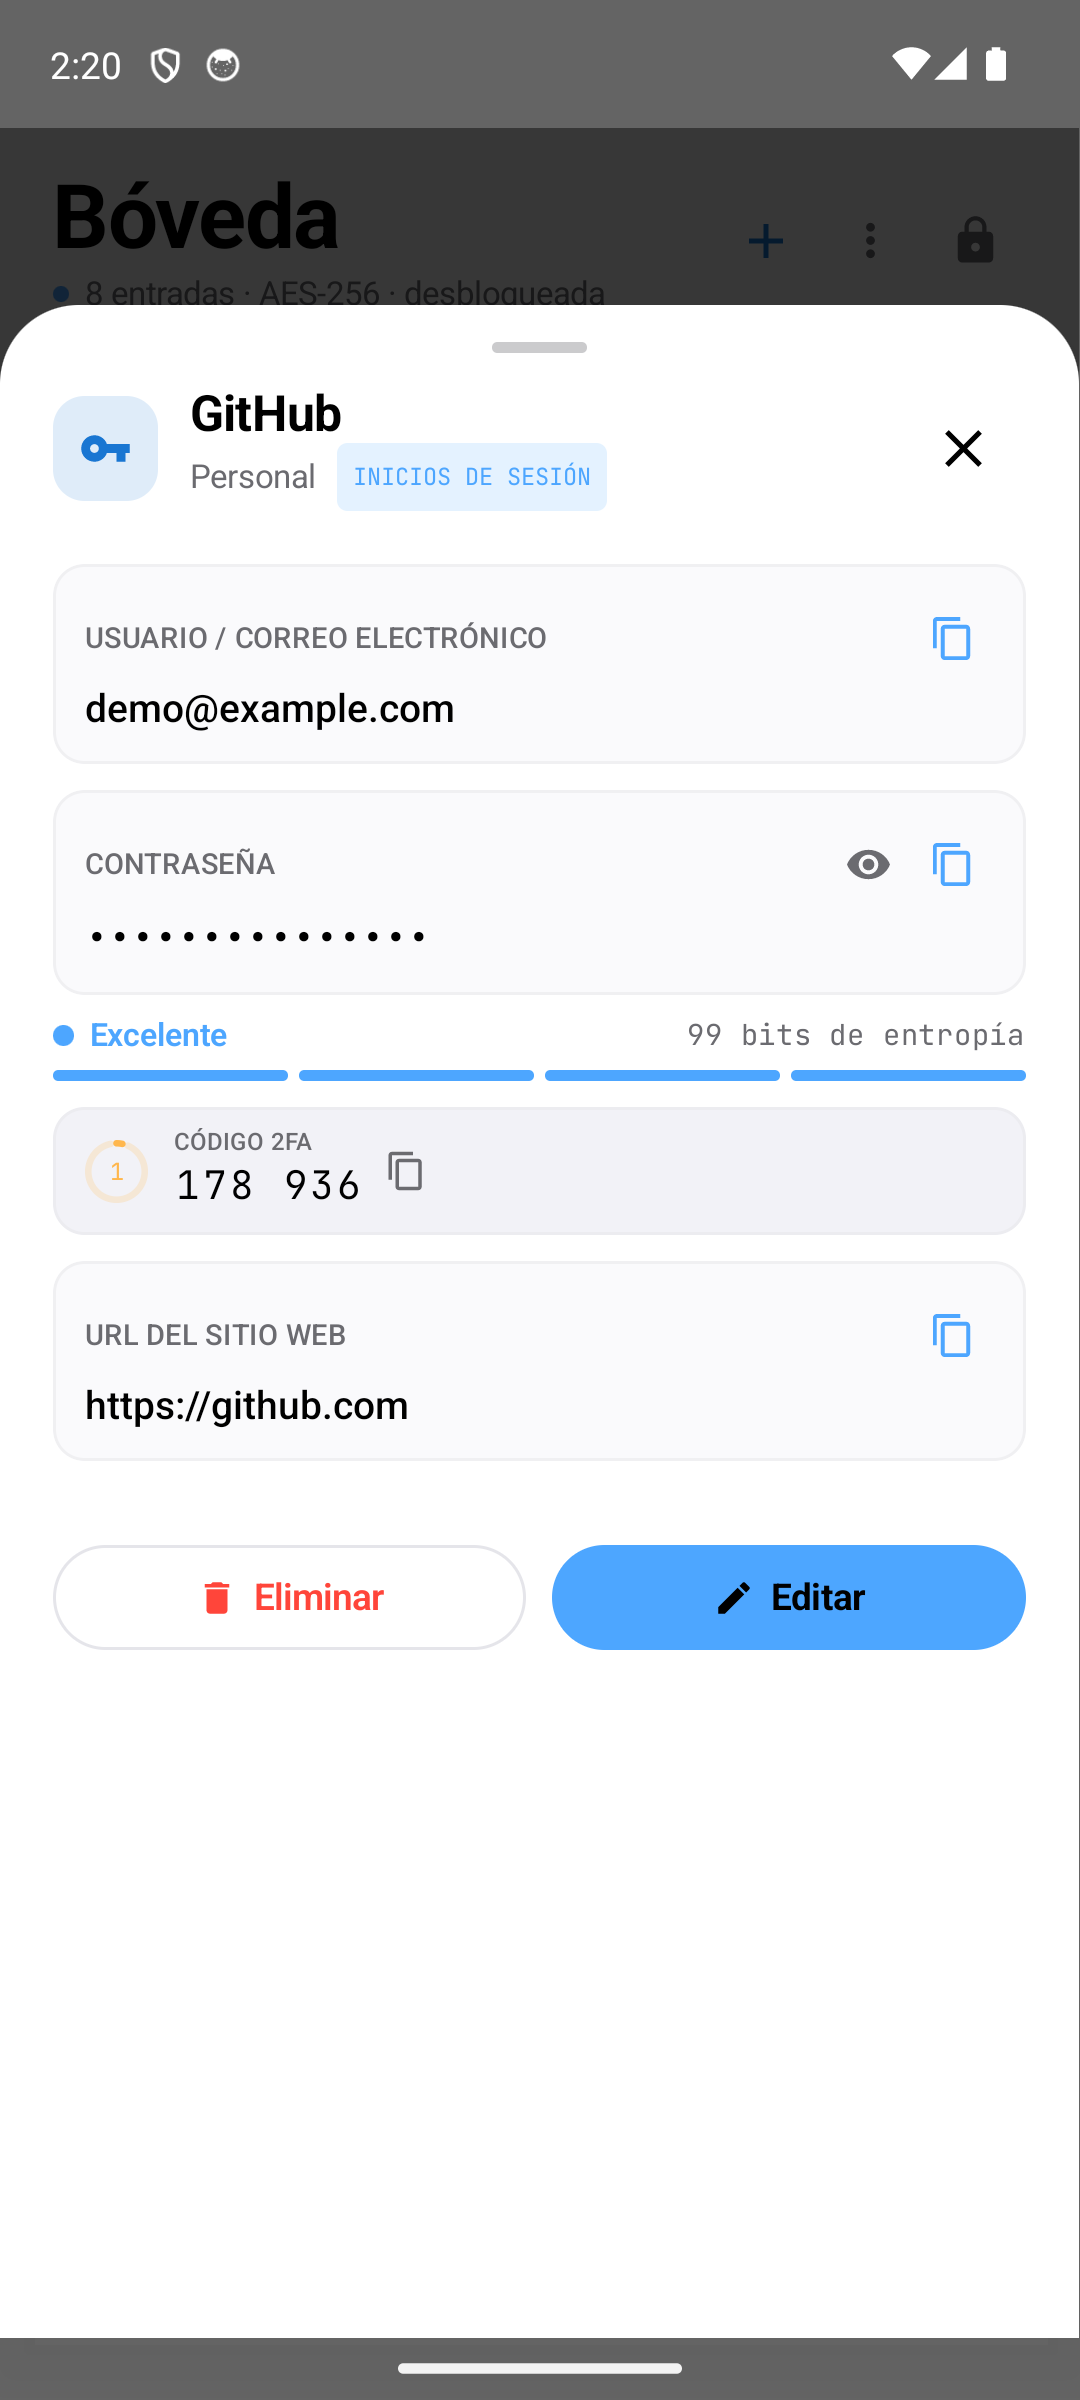 2:20
Bóveda
8 entradas · AES-256 · desbloqueada
GitHub
Personal
INICIOS DE SESIÓN
USUARIO / CORREO ELECTRÓNICO
demo@example.com
CONTRASEÑA
•••••••••••••••
Excelente
99 bits de entropía
CÓDIGO 2FA
1
178 936
URL DEL SITIO WEB
https://github.com
Eliminar
Editar